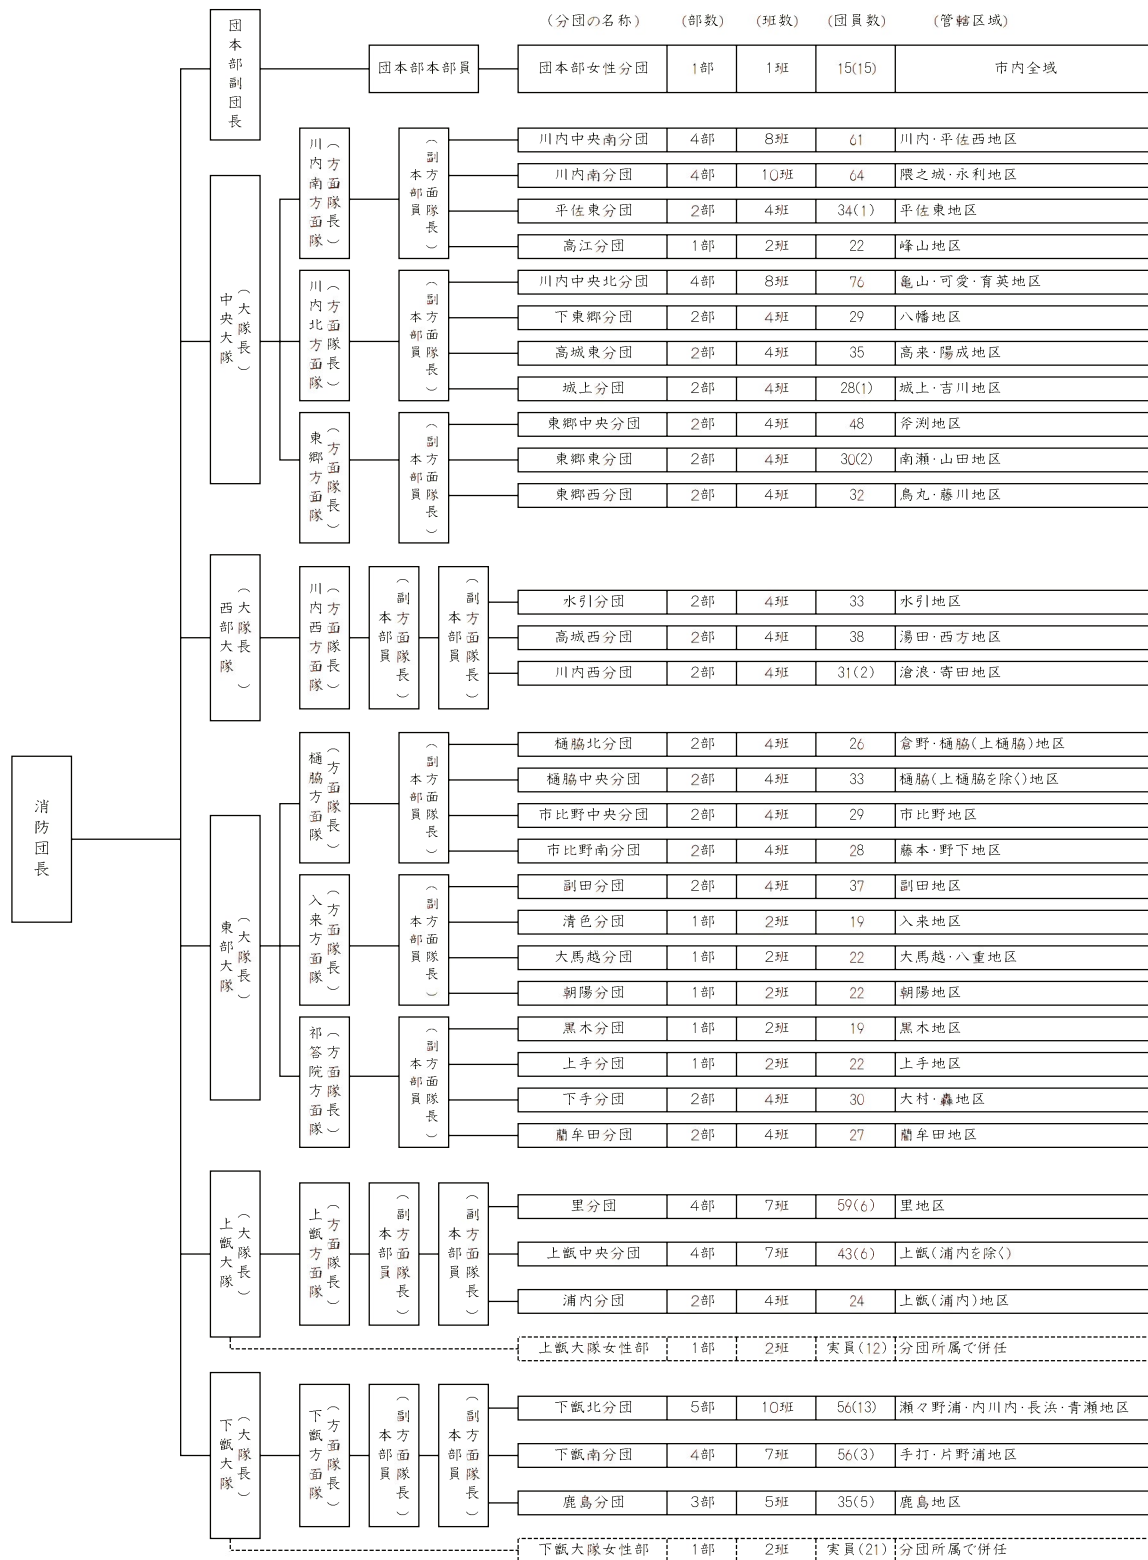 (分団の名称) (部数) (班数) (団員数) (管轄区域)
消防団長
団本部副団長
団本部本部員
団本部女性分団 1部 1班 15(15) 市内全域
中央大隊(大隊長)
川内南方面隊(方面隊長)
本部員(副方面隊長)
川内中央南分団 4部 8班 61 川内・平佐西地区
川内南分団 4部 10班 64 隈之城・永利地区
平佐東分団 2部 4班 34(1) 平佐東地区
高江分団 1部 2班 22 峰山地区
川内北方面隊(方面隊長)
本部員(副方面隊長)
川内中央北分団 4部 8班 76 亀山・可愛・育英地区
下東郷分団 2部 4班 29 八幡地区
高城東分団 2部 4班 35 高来・陽成地区
城上分団 2部 4班 28(1) 城上・吉川地区
東郷方面隊(方面隊長)
本部員(副方面隊長)
東郷中央分団 2部 4班 48 斧渕地区
東郷東分団 2部 4班 30(2) 南瀬・山田地区
東郷西分団 2部 4班 32 鳥丸・藤川地区
西部大隊(大隊長)
川内西方面隊(方面隊長)
本部員(副方面隊長)
本部員(副方面隊長)
水引分団 2部 4班 33 水引地区
高城西分団 2部 4班 38 湯田・西方地区
川内西分団 2部 4班 31(2) 滄浪・寄田地区
東部大隊(大隊長)
樋脇方面隊(方面隊長)
本部員(副方面隊長)
樋脇北分団 2部 4班 26 倉野・樋脇(上樋脇)地区
樋脇中央分団 2部 4班 33 樋脇(上樋脇を除く)地区
市比野中央分団 2部 4班 29 市比野地区
市比野南分団 2部 4班 28 藤本・野下地区
入来方面隊(方面隊長)
本部員(副方面隊長)
副田分団 2部 4班 37 副田地区
清色分団 1部 2班 19 入来地区
大馬越分団 1部 2班 22 大馬越・八重地区
朝陽分団 1部 2班 22 朝陽地区
祁答院方面隊(方面隊長)
本部員(副方面隊長)
黒木分団 1部 2班 19 黒木地区
上手分団 1部 2班 22 上手地区
下手分団 2部 4班 30 大村・轟地区
藺牟田分団 2部 4班 27 藺牟田地区
上甑大隊(大隊長)
上甑方面隊(方面隊長)
本部員(副方面隊長)
本部員(副方面隊長)
里分団 4部 7班 59(6) 里地区
上甑中央分団 4部 7班 43(6) 上甑(浦内を除く)
浦内分団 2部 4班 24 上甑(浦内)地区
上甑大隊女性部 1部 2班 実員(12) 分団所属で併任
下甑大隊(大隊長)
下甑方面隊(方面隊長)
本部員(副方面隊長)
本部員(副方面隊長)
下甑北分団 5部 10班 56(13) 瀬々野浦・内川内・長浜・青瀬地区
下甑南分団 4部 7班 56(3) 手打・片野浦地区
鹿島分団 3部 5班 35(5) 鹿島地区
下甑大隊女性部 1部 2班 実員(21) 分団所属で併任